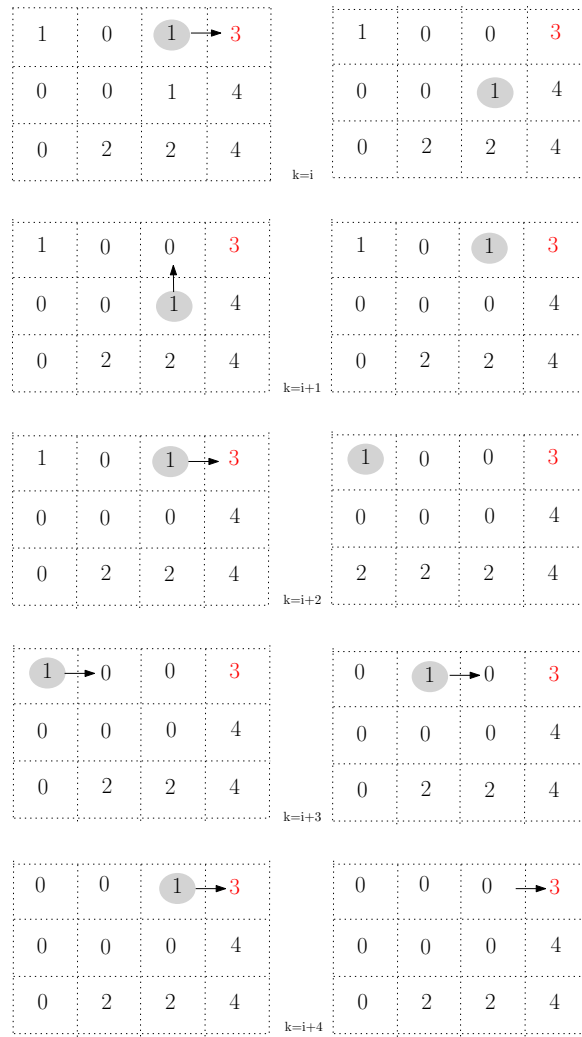 1 0 1 3 1 0 0 3
0 0 1 4 0 0 1 4
0 2 2 4 0 2 2 4
k=i
1 0 0 3 1 0 1 3
0 0 1 4 0 0 0 4
0 2 2 4 0 2 2 4
k=i+1
1 0 1 3 1 0 0 3
0 0 0 4 0 0 0 4
0 2 2 4 2 2 2 4
k=i+2
1 0 0 3 0 1 0 3
0 0 0 4 0 0 0 4
0 2 2 4 0 2 2 4
k=i+3
0 0 1 3 0 0 0 3
0 0 0 4 0 0 0 4
0 2 2 4 0 2 2 4
k=i+4